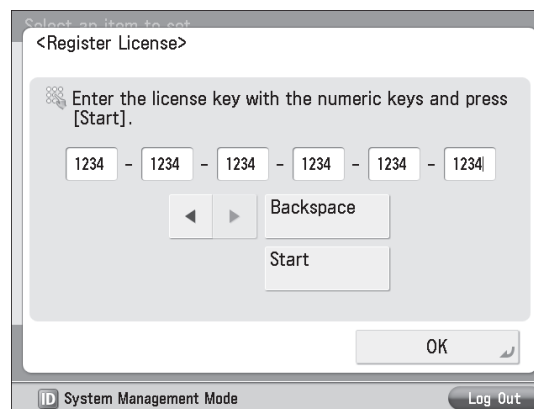 Select an item to set.
<Register License>
Enter the license key with the numeric keys and press
[Start].
1234 - 1234 - 1234 - 1234 - 1234 - 1234
Backspace
Start
OK
ID System Management Mode
Log Out